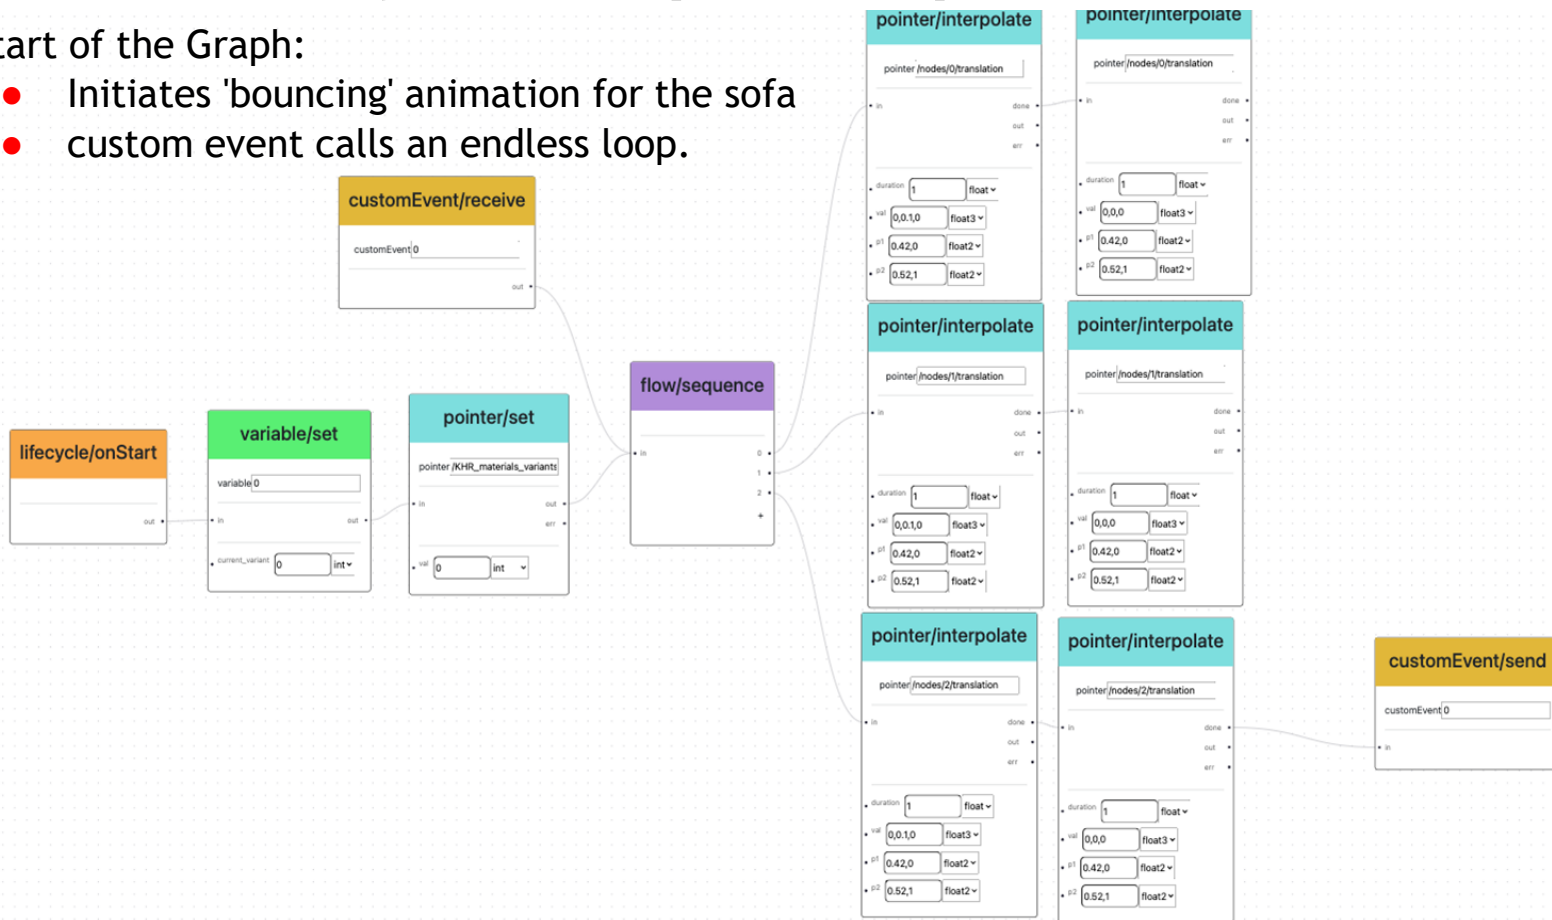 tart of the Graph:
● Initiates 'bouncing' animation for the sofa
● custom event calls an endless loop.
customEvent/receive
customEvent 0
out
lifecycle/onStart
out
variable/set
variable 0
in out
current_variant 0 int
pointer/set
pointer /KHR_materials_variants
in out
err
val 0 int
flow/sequence
in 0
1
2
+
pointer/interpolate
pointer /nodes/0/translation
in done
out
err
duration 1 float
val 0,0.1,0 float3
p1 0.42,0 float2
p2 0.52,1 float2
pointer/interpolate
pointer /nodes/0/translation
in done
out
err
duration 1 float
val 0,0,0 float3
p1 0.42,0 float2
p2 0.52,1 float2
pointer/interpolate
pointer /nodes/1/translation
in done
out
err
duration 1 float
val 0,0.1,0 float3
p1 0.42,0 float2
p2 0.52,1 float2
pointer/interpolate
pointer /nodes/1/translation
in done
out
err
duration 1 float
val 0,0,0 float3
p1 0.42,0 float2
p2 0.52,1 float2
pointer/interpolate
pointer /nodes/2/translation
in done
out
err
duration 1 float
val 0,0.1,0 float3
p1 0.42,0 float2
p2 0.52,1 float2
pointer/interpolate
pointer /nodes/2/translation
in done
out
err
duration 1 float
val 0,0,0 float3
p1 0.42,0 float2
p2 0.52,1 float2
customEvent/send
customEvent 0
in